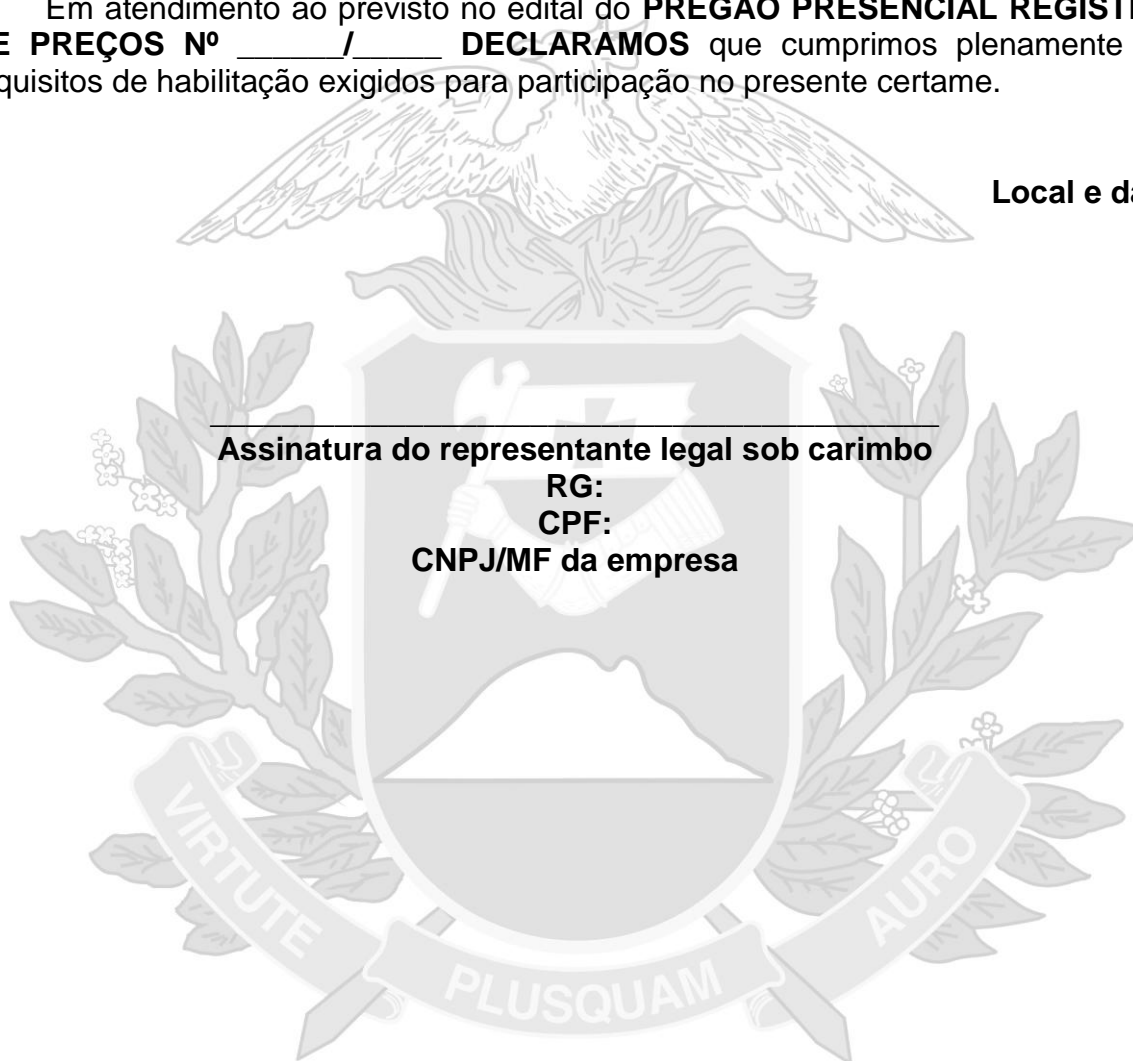 Em atendimento ao previsto no edital do PREGÃO PRESENCIAL REGIST
E PREÇOS Nº ______/_____ DECLARAMOS que cumprimos plenamente
quisitos de habilitação exigidos para participação no presente certame.
Local e da
Assinatura do representante legal sob carimbo
RG:
CPF:
CNPJ/MF da empresa
VIRTUTE
PLUSQUAM
AURO